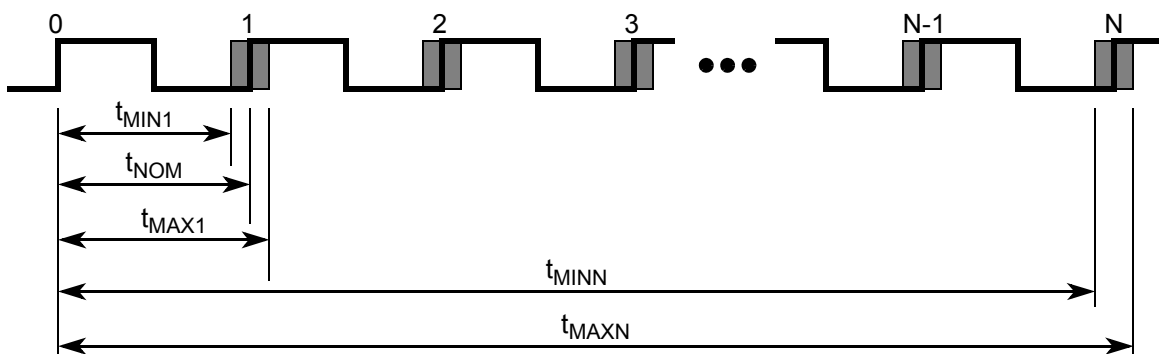 0 1 2 3 N-1 N
tMIN1
tNOM
tMAX1
tMINN
tMAXN